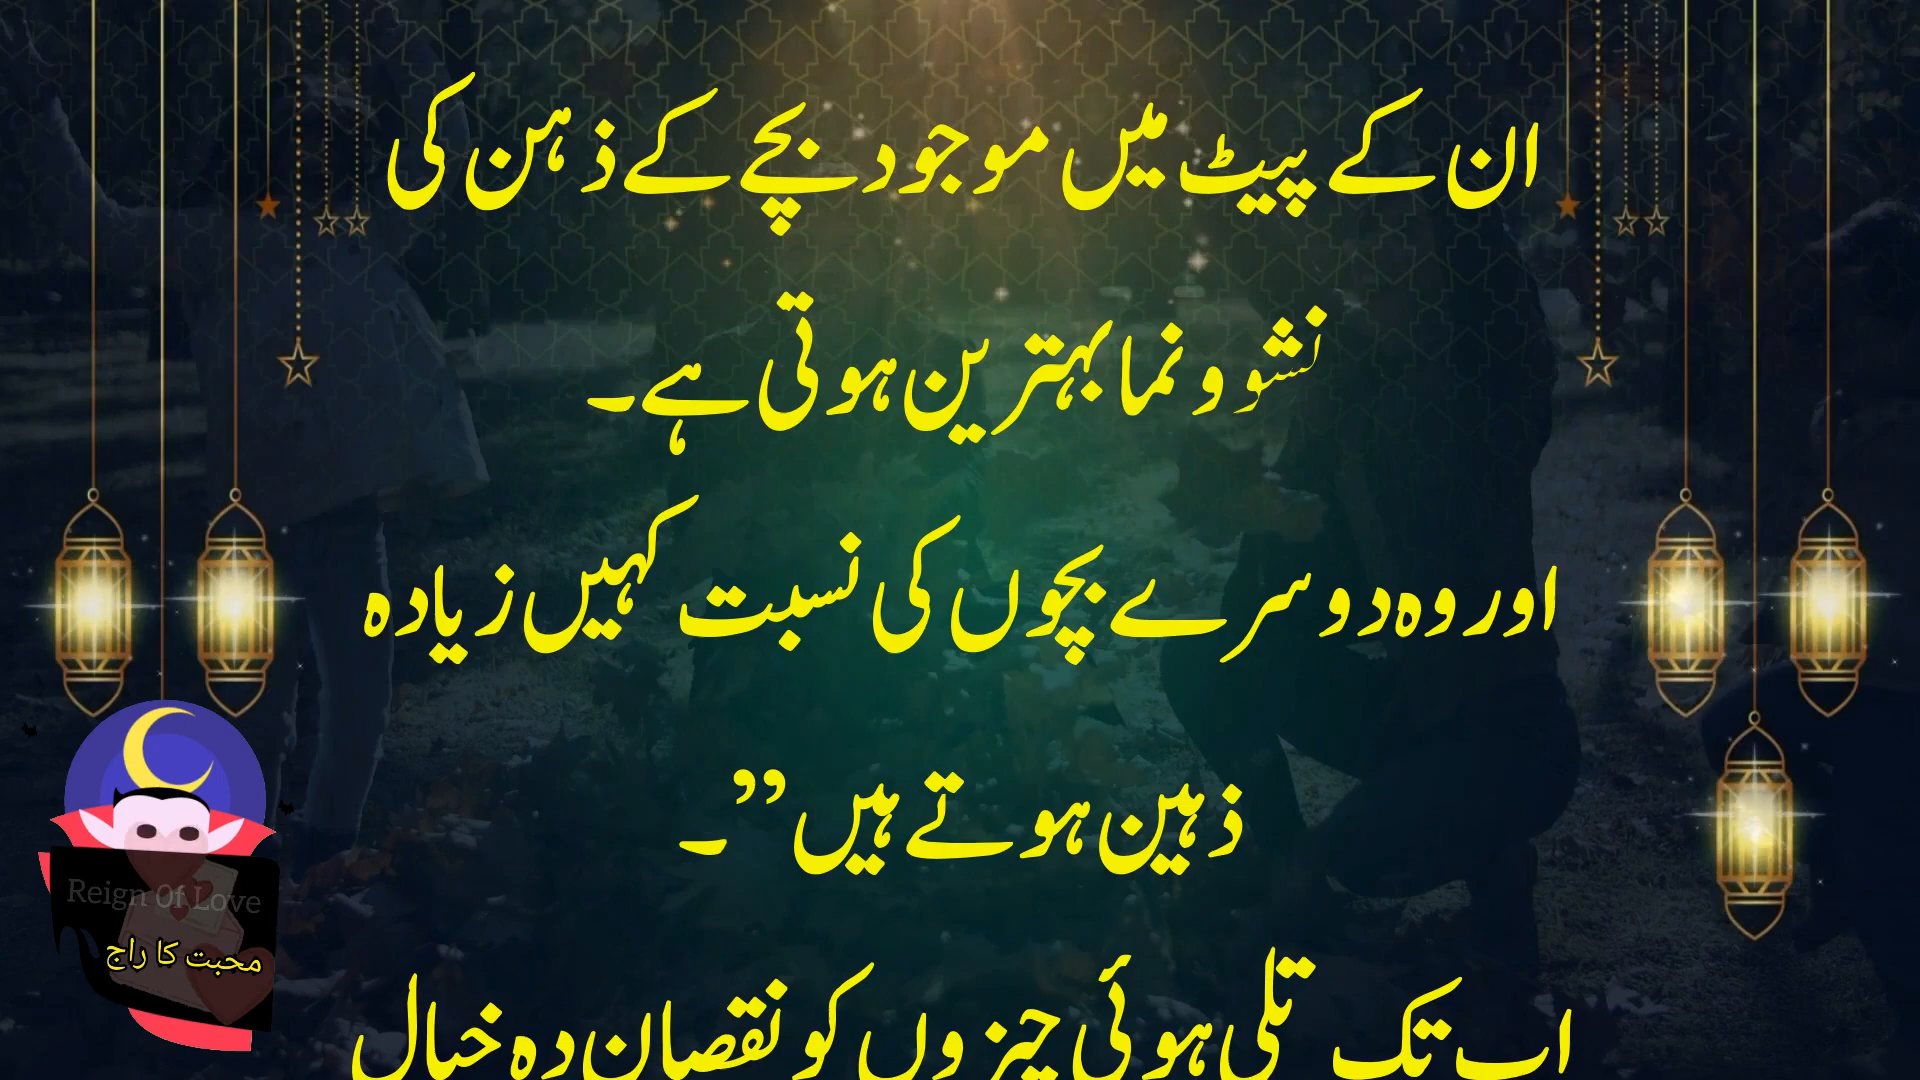 ان کے پیٹ میں موجود بچے کے ذہن کی
نشوونما بہترین ہوتی ہے۔
اور وہ دوسرے بچوں کی نسبت کہیں زیادہ
ذہین ہوتے ہیں”۔
اب تک تلی ہوئی چیزوں کو نقصان دہ خیال
Reign Of Love
محبت کا راج